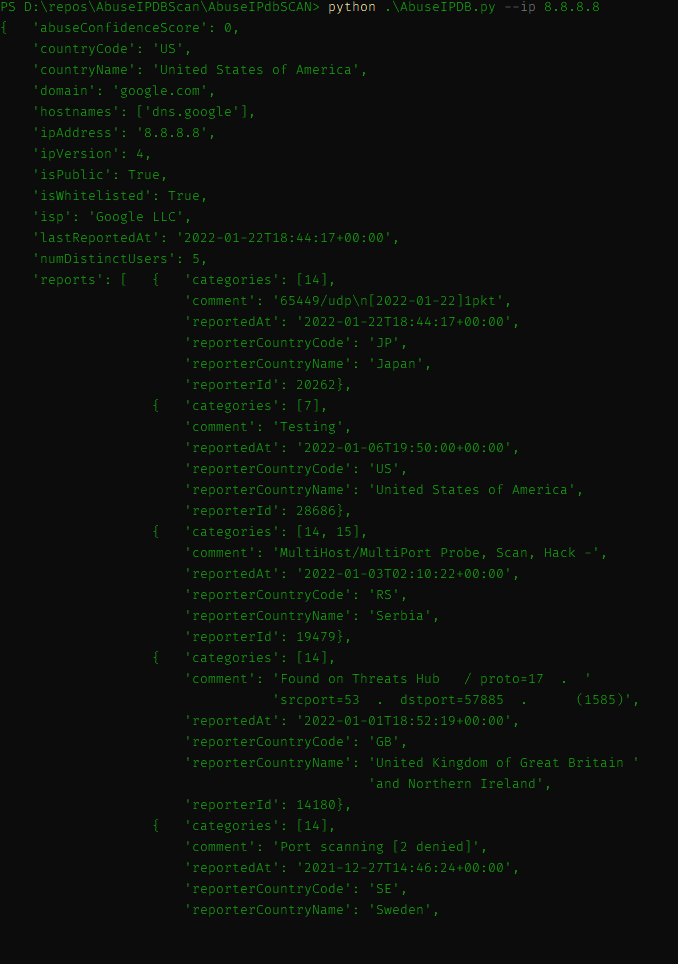 PS D:\repos\AbuseIPDBScan\AbuseIPdbSCAN> python .\AbuseIPDB.py --ip 8.8.8.8
{   'abuseConfidenceScore': 0,
    'countryCode': 'US',
    'countryName': 'United States of America',
    'domain': 'google.com',
    'hostnames': ['dns.google'],
    'ipAddress': '8.8.8.8',
    'ipVersion': 4,
    'isPublic': True,
    'isWhitelisted': True,
    'isp': 'Google LLC',
    'lastReportedAt': '2022-01-22T18:44:17+00:00',
    'numDistinctUsers': 5,
    'reports': [   {   'categories': [14],
                       'comment': '65449/udp\n[2022-01-22]1pkt',
                       'reportedAt': '2022-01-22T18:44:17+00:00',
                       'reporterCountryCode': 'JP',
                       'reporterCountryName': 'Japan',
                       'reporterId': 20262},
                   {   'categories': [7],
                       'comment': 'Testing',
                       'reportedAt': '2022-01-06T19:50:00+00:00',
                       'reporterCountryCode': 'US',
                       'reporterCountryName': 'United States of America',
                       'reporterId': 28686},
                   {   'categories': [14, 15],
                       'comment': 'MultiHost/MultiPort Probe, Scan, Hack -',
                       'reportedAt': '2022-01-03T02:10:22+00:00',
                       'reporterCountryCode': 'RS',
                       'reporterCountryName': 'Serbia',
                       'reporterId': 19479},
                   {   'categories': [14],
                       'comment': 'Found on Threats Hub   / proto=17  .  '
                                  'srcport=53  .  dstport=57885  .      (1585)',
                       'reportedAt': '2022-01-01T18:52:19+00:00',
                       'reporterCountryCode': 'GB',
                       'reporterCountryName': 'United Kingdom of Great Britain '
                                              'and Northern Ireland',
                       'reporterId': 14180},
                   {   'categories': [14],
                       'comment': 'Port scanning [2 denied]',
                       'reportedAt': '2021-12-27T14:46:24+00:00',
                       'reporterCountryCode': 'SE',
                       'reporterCountryName': 'Sweden',